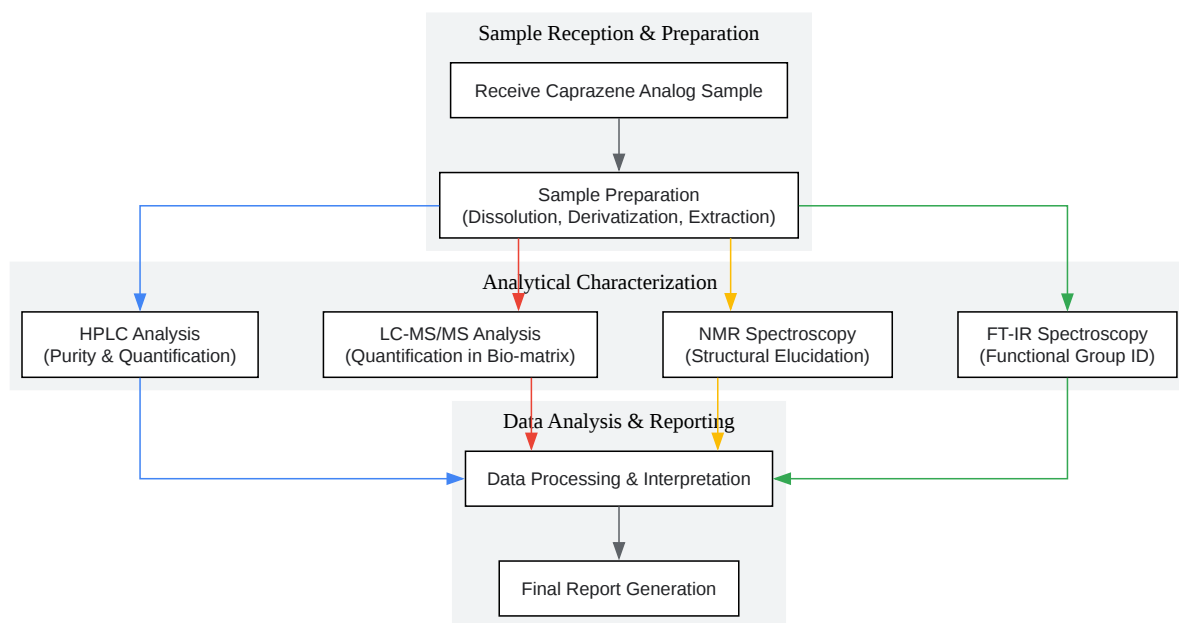 Sample Reception & Preparation
Receive Caprazene Analog Sample
Sample Preparation
(Dissolution, Derivatization, Extraction)
Analytical Characterization
HPLC Analysis
(Purity & Quantification)
LC-MS/MS Analysis
(Quantification in Bio-matrix)
NMR Spectroscopy
(Structural Elucidation)
FT-IR Spectroscopy
(Functional Group ID)
Data Analysis & Reporting
Data Processing & Interpretation
Final Report Generation